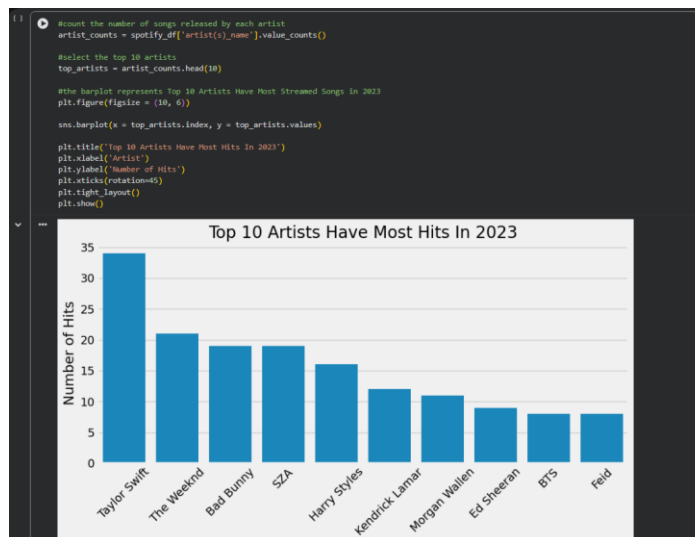 [ ]
#count the number of songs released by each artist
artist_counts = spotify_df['artist(s)_name'].value_counts()
#select the top 10 artists
top_artists = artist_counts.head(10)
#the barplot represents Top 10 Artists Have Most Streamed Songs in 2023
plt.figure(figsize = (10, 6))
sns.barplot(x = top_artists.index, y = top_artists.values)
plt.title('Top 10 Artists Have Most Hits In 2023')
plt.xlabel('Artist')
plt.ylabel('Number of Hits')
plt.xticks(rotation=45)
plt.tight_layout()
plt.show()
Top 10 Artists Have Most Hits In 2023
Number of Hits
35
30
25
20
15
10
5
0
Taylor Swift
The Weeknd
Bad Bunny
SZA
Harry Styles
Kendrick Lamar
Morgan Wallen
Ed Sheeran
BTS
Feid